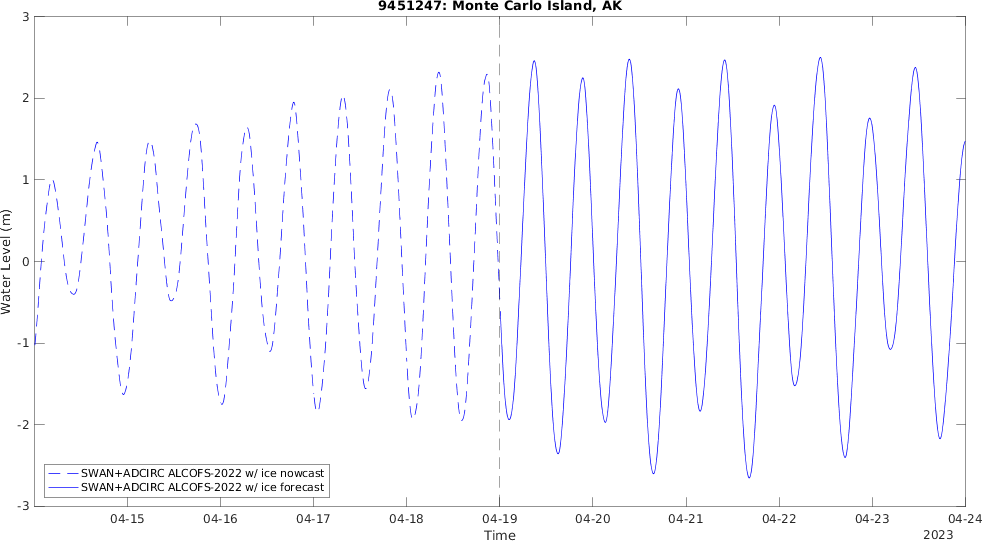 9451247: Monte Carlo Island, AK
3
2
1
0
-1
-2
-3
Water Level (m)
SWAN+ADCIRC ALCOFS-2022 w/ ice nowcast
SWAN+ADCIRC ALCOFS-2022 w/ ice forecast
04-15 04-16 04-17 04-18 04-19 04-20 04-21 04-22 04-23 04-24
Time
2023